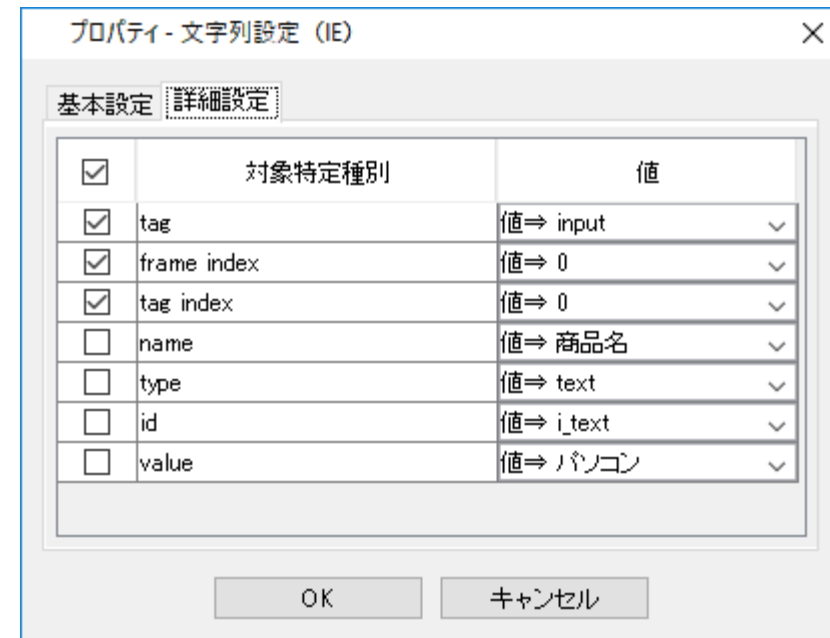 プロパティ - 文字列設定（IE）
基本設定 詳細設定
対象特定種別 値
tag 値⇒ input
frame index 値⇒ 0
tag index 値⇒ 0
name 値⇒ 商品名
type 値⇒ text
id 値⇒ i_text
value 値⇒ パソコン
OK キャンセル